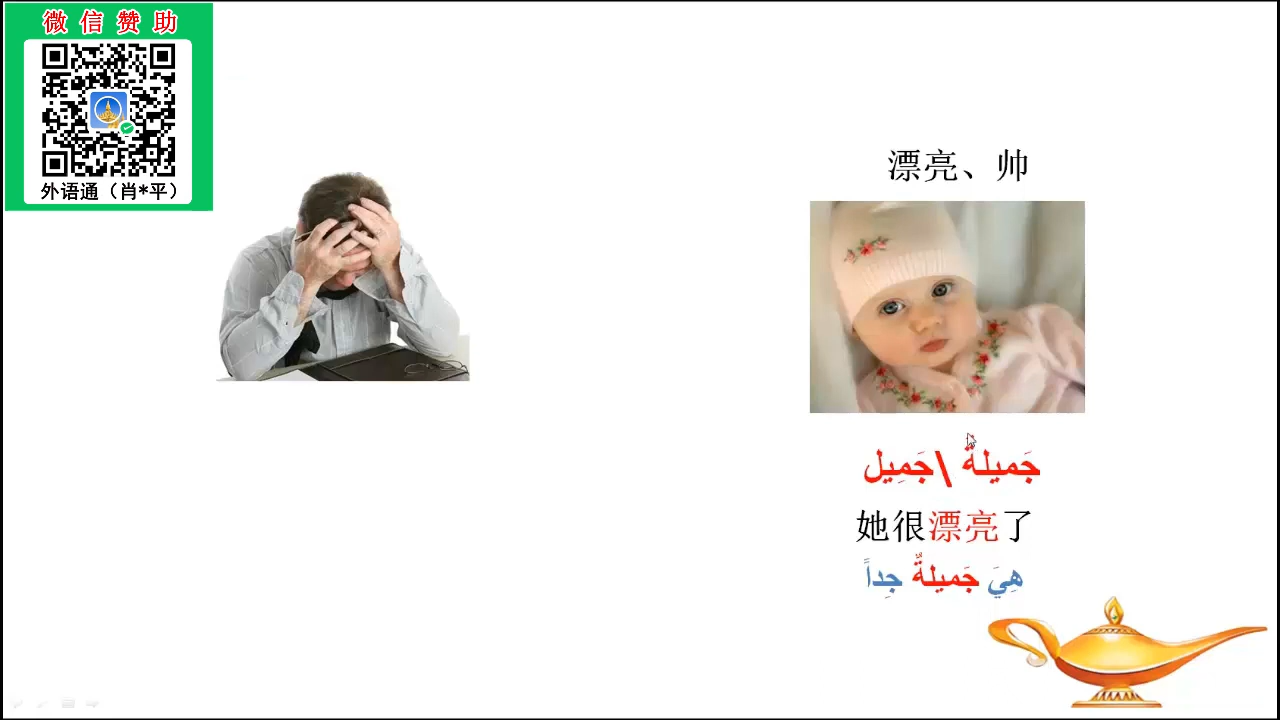 微信赞助
外语通（肖*平）
漂亮、帅
جَميلةٌ \جَمِيل
她很漂亮了
هِيَ جَميلةٌ جِداً